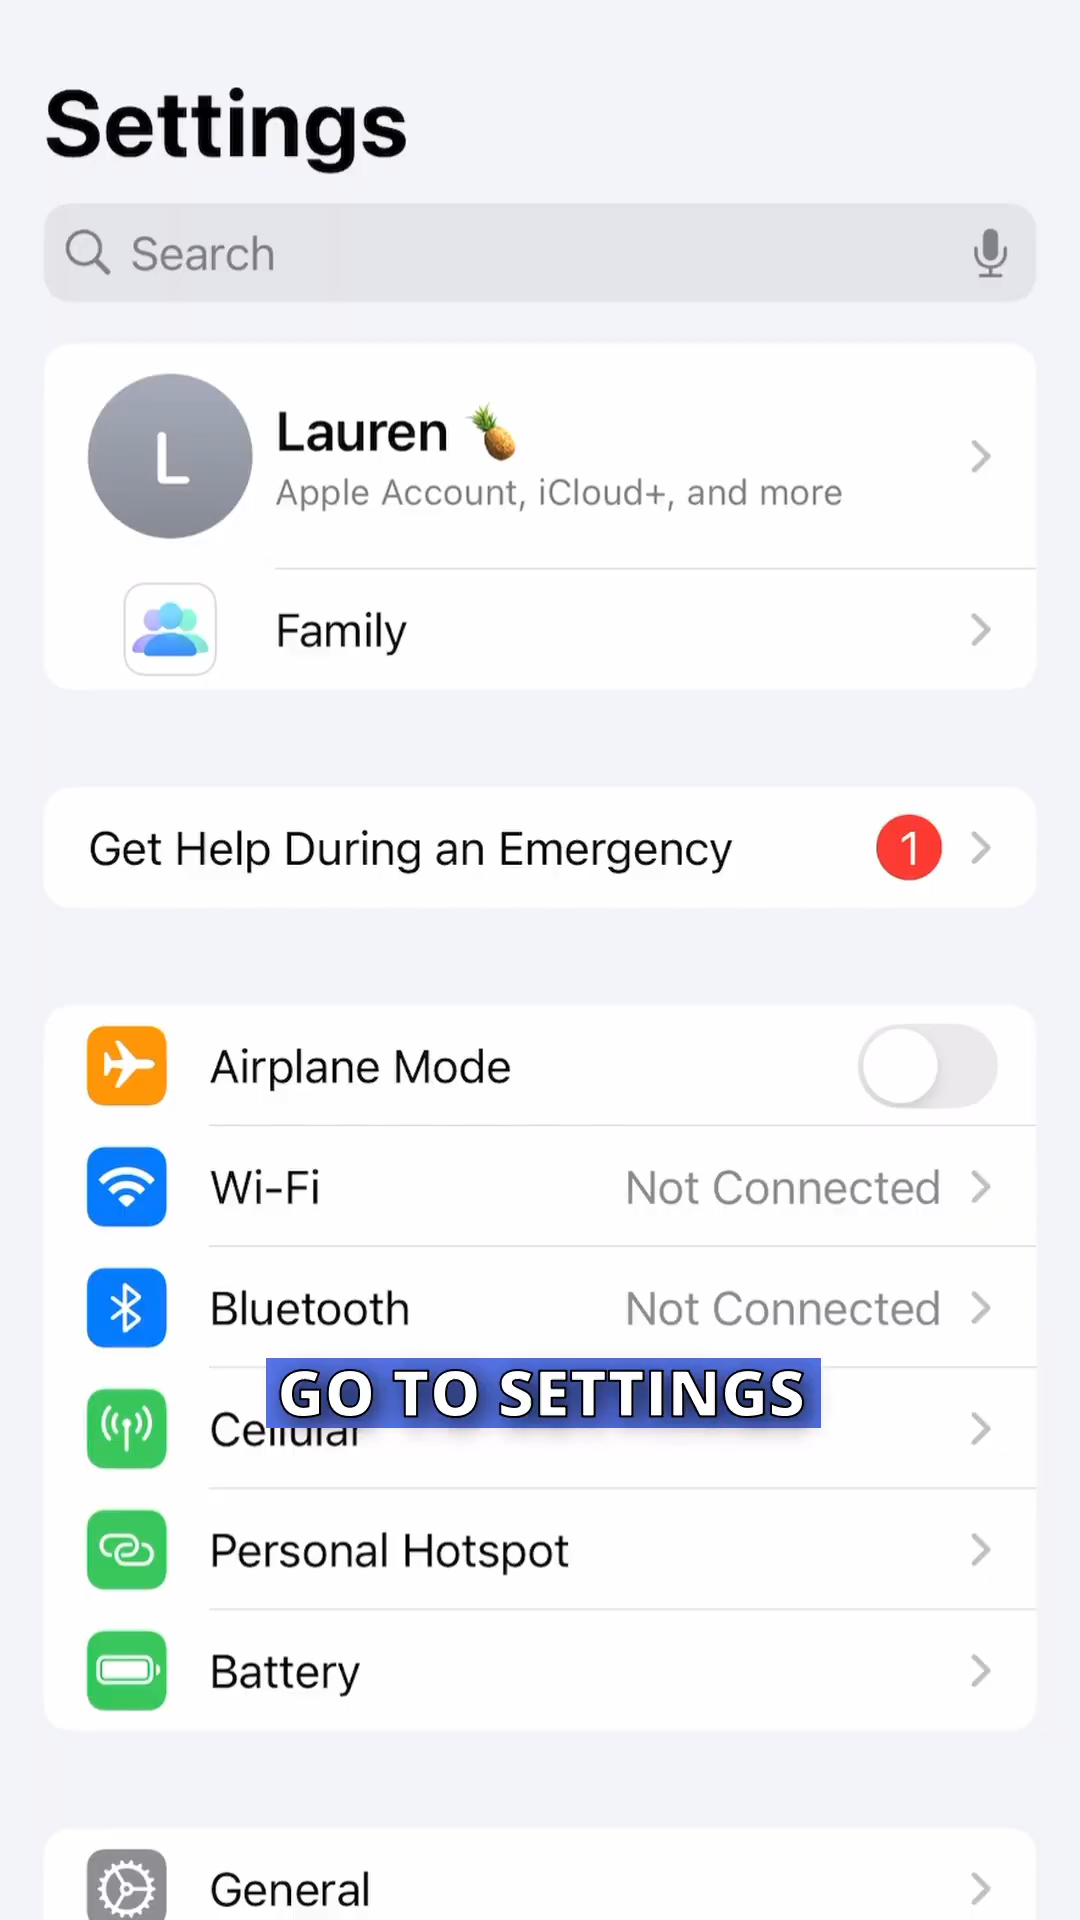 Settings
Search
L
Lauren 🍍
Apple Account, iCloud+, and more
Family
Get Help During an Emergency 1
Airplane Mode
Wi-Fi Not Connected
Bluetooth Not Connected
GO TO SETTINGS
Cellular
Personal Hotspot
Battery
General